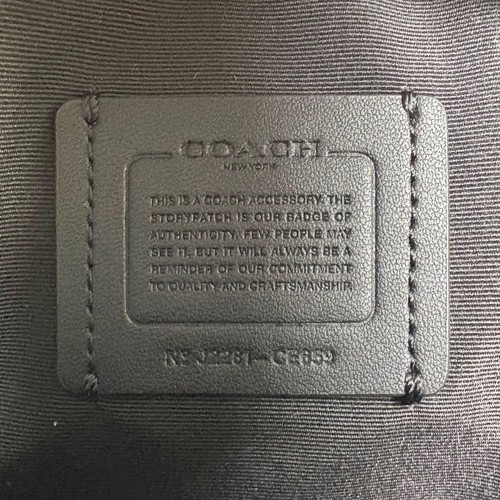 COACH
NEW YORK
THIS IS A COACH ACCESSORY. THE
STORYPATCH IS OUR BADGE OF
AUTHENTICITY. FEW PEOPLE MAY
SEE IT, BUT IT WILL ALWAYS BE A
REMINDER OF OUR COMMITMENT
TO QUALITY AND CRAFTSMANSHIP.
Nº